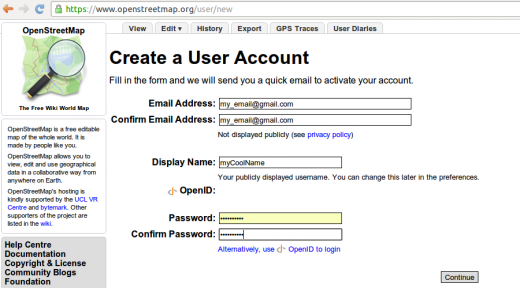 https://www.openstreetmap.org/user/new
OpenStreetMap
The Free Wiki World Map
View Edit ▾ History Export GPS Traces User Diaries
Create a User Account
Fill in the form and we will send you a quick email to activate your account.
Email Address: my_email@gmail.com
Confirm Email Address: my_email@gmail.com
Not displayed publicly (see privacy policy)
Display Name: myCoolName
Your publicly displayed username. You can change this later in the preferences.
OpenID:
Password: ••••••••••
Confirm Password: ••••••••••
Alternatively, use OpenID to login
Continue
OpenStreetMap is a free editable
map of the whole world. It is
made by people like you.
OpenStreetMap allows you to
view, edit and use geographical
data in a collaborative way from
anywhere on Earth.
OpenStreetMap's hosting is
kindly supported by the UCL VR
Centre and bytemark. Other
supporters of the project are
listed in the wiki.
Help Centre
Documentation
Copyright & License
Community Blogs
Foundation